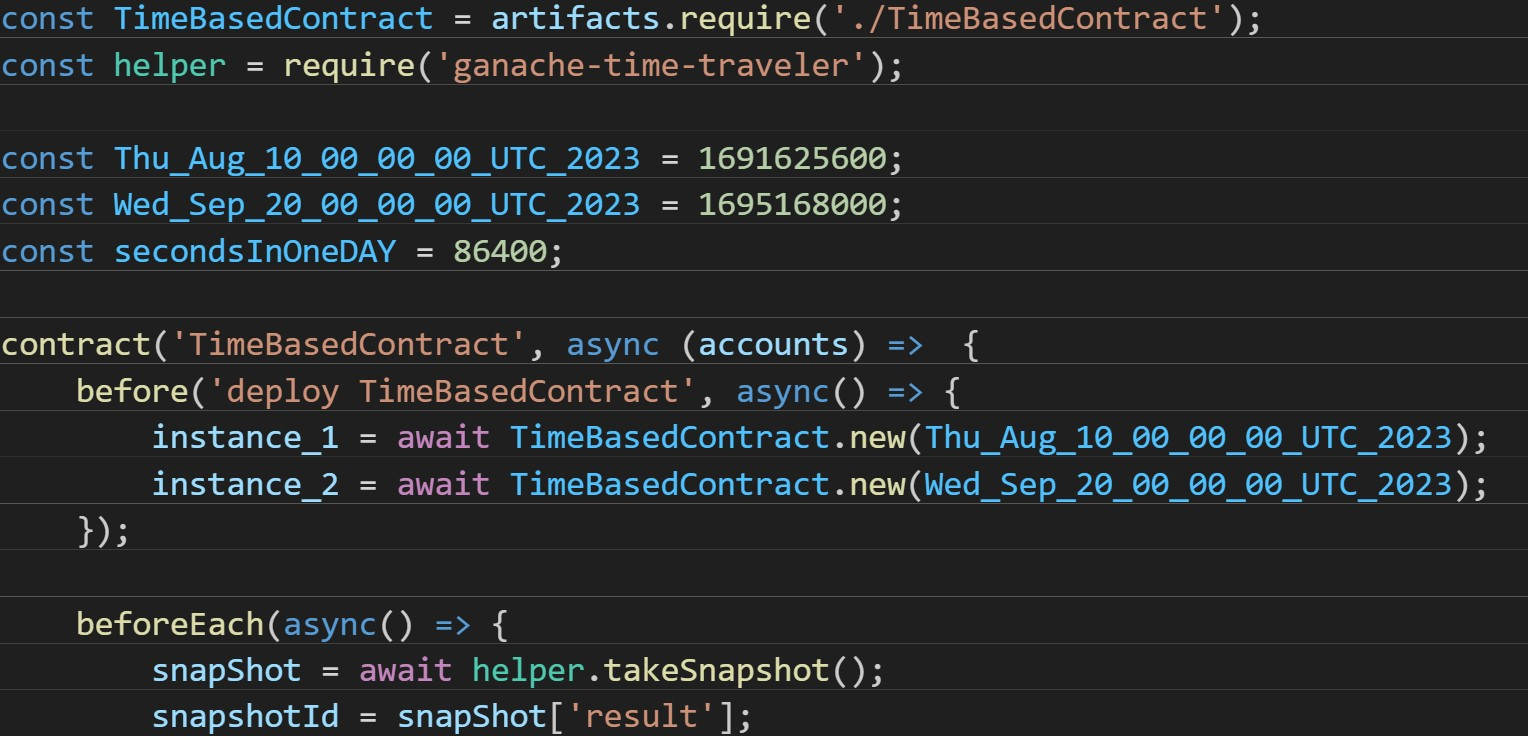 const TimeBasedContract = artifacts.require('./TimeBasedContract');
const helper = require('ganache-time-traveler');
const Thu_Aug_10_00_00_00_UTC_2023 = 1691625600;
const Wed_Sep_20_00_00_00_UTC_2023 = 1695168000;
const secondsInOneDAY = 86400;
contract('TimeBasedContract', async (accounts) =>  {
    before('deploy TimeBasedContract', async() => {
        instance_1 = await TimeBasedContract.new(Thu_Aug_10_00_00_00_UTC_2023);
        instance_2 = await TimeBasedContract.new(Wed_Sep_20_00_00_00_UTC_2023);
    });
    beforeEach(async() => {
        snapShot = await helper.takeSnapshot();
        snapshotId = snapShot['result'];